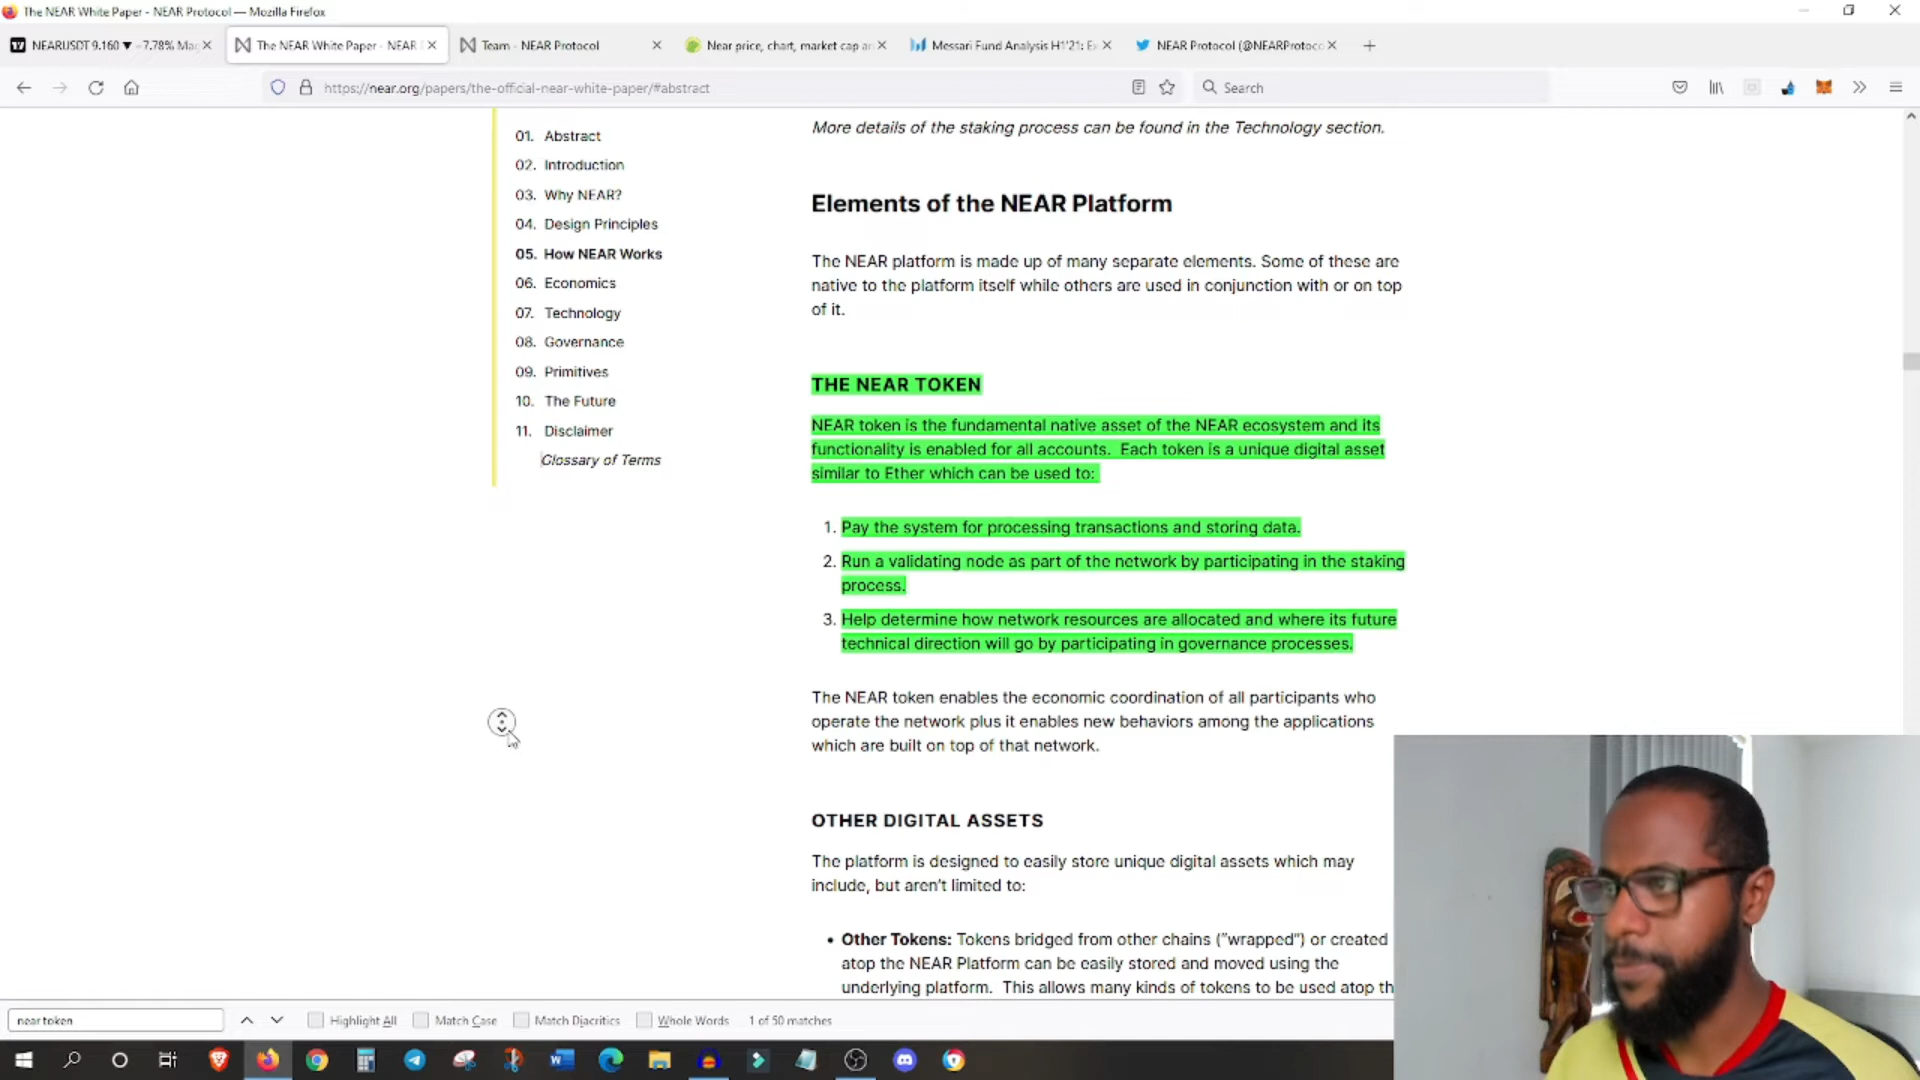 The NEAR White Paper - NEAR Protocol — Mozilla Firefox
NEARUSDT 9.160 ▼ −7.78% Ma
The NEAR White Paper - NEAR
Team - NEAR Protocol
Near price, chart, market cap an
Messari Fund Analysis H1'21: E
NEAR Protocol (@NEARProtoco
https://near.org/papers/the-official-near-white-paper/#abstract
Search
01. Abstract
02. Introduction
03. Why NEAR?
04. Design Principles
05. How NEAR Works
06. Economics
07. Technology
08. Governance
09. Primitives
10. The Future
11. Disclaimer
Glossary of Terms
More details of the staking process can be found in the Technology section.
Elements of the NEAR Platform
The NEAR platform is made up of many separate elements. Some of these are
native to the platform itself while others are used in conjunction with or on top
of it.
THE NEAR TOKEN
NEAR token is the fundamental native asset of the NEAR ecosystem and its
functionality is enabled for all accounts. Each token is a unique digital asset
similar to Ether which can be used to:
1. Pay the system for processing transactions and storing data.
2. Run a validating node as part of the network by participating in the staking
process.
3. Help determine how network resources are allocated and where its future
technical direction will go by participating in governance processes.
The NEAR token enables the economic coordination of all participants who
operate the network plus it enables new behaviors among the applications
which are built on top of that network.
OTHER DIGITAL ASSETS
The platform is designed to easily store unique digital assets which may
include, but aren't limited to:
• Other Tokens: Tokens bridged from other chains ("wrapped") or created
atop the NEAR Platform can be easily stored and moved using the
underlying platform. This allows many kinds of tokens to be used atop th
near token
Highlight All
Match Case
Match Diacritics
Whole Words
1 of 50 matches